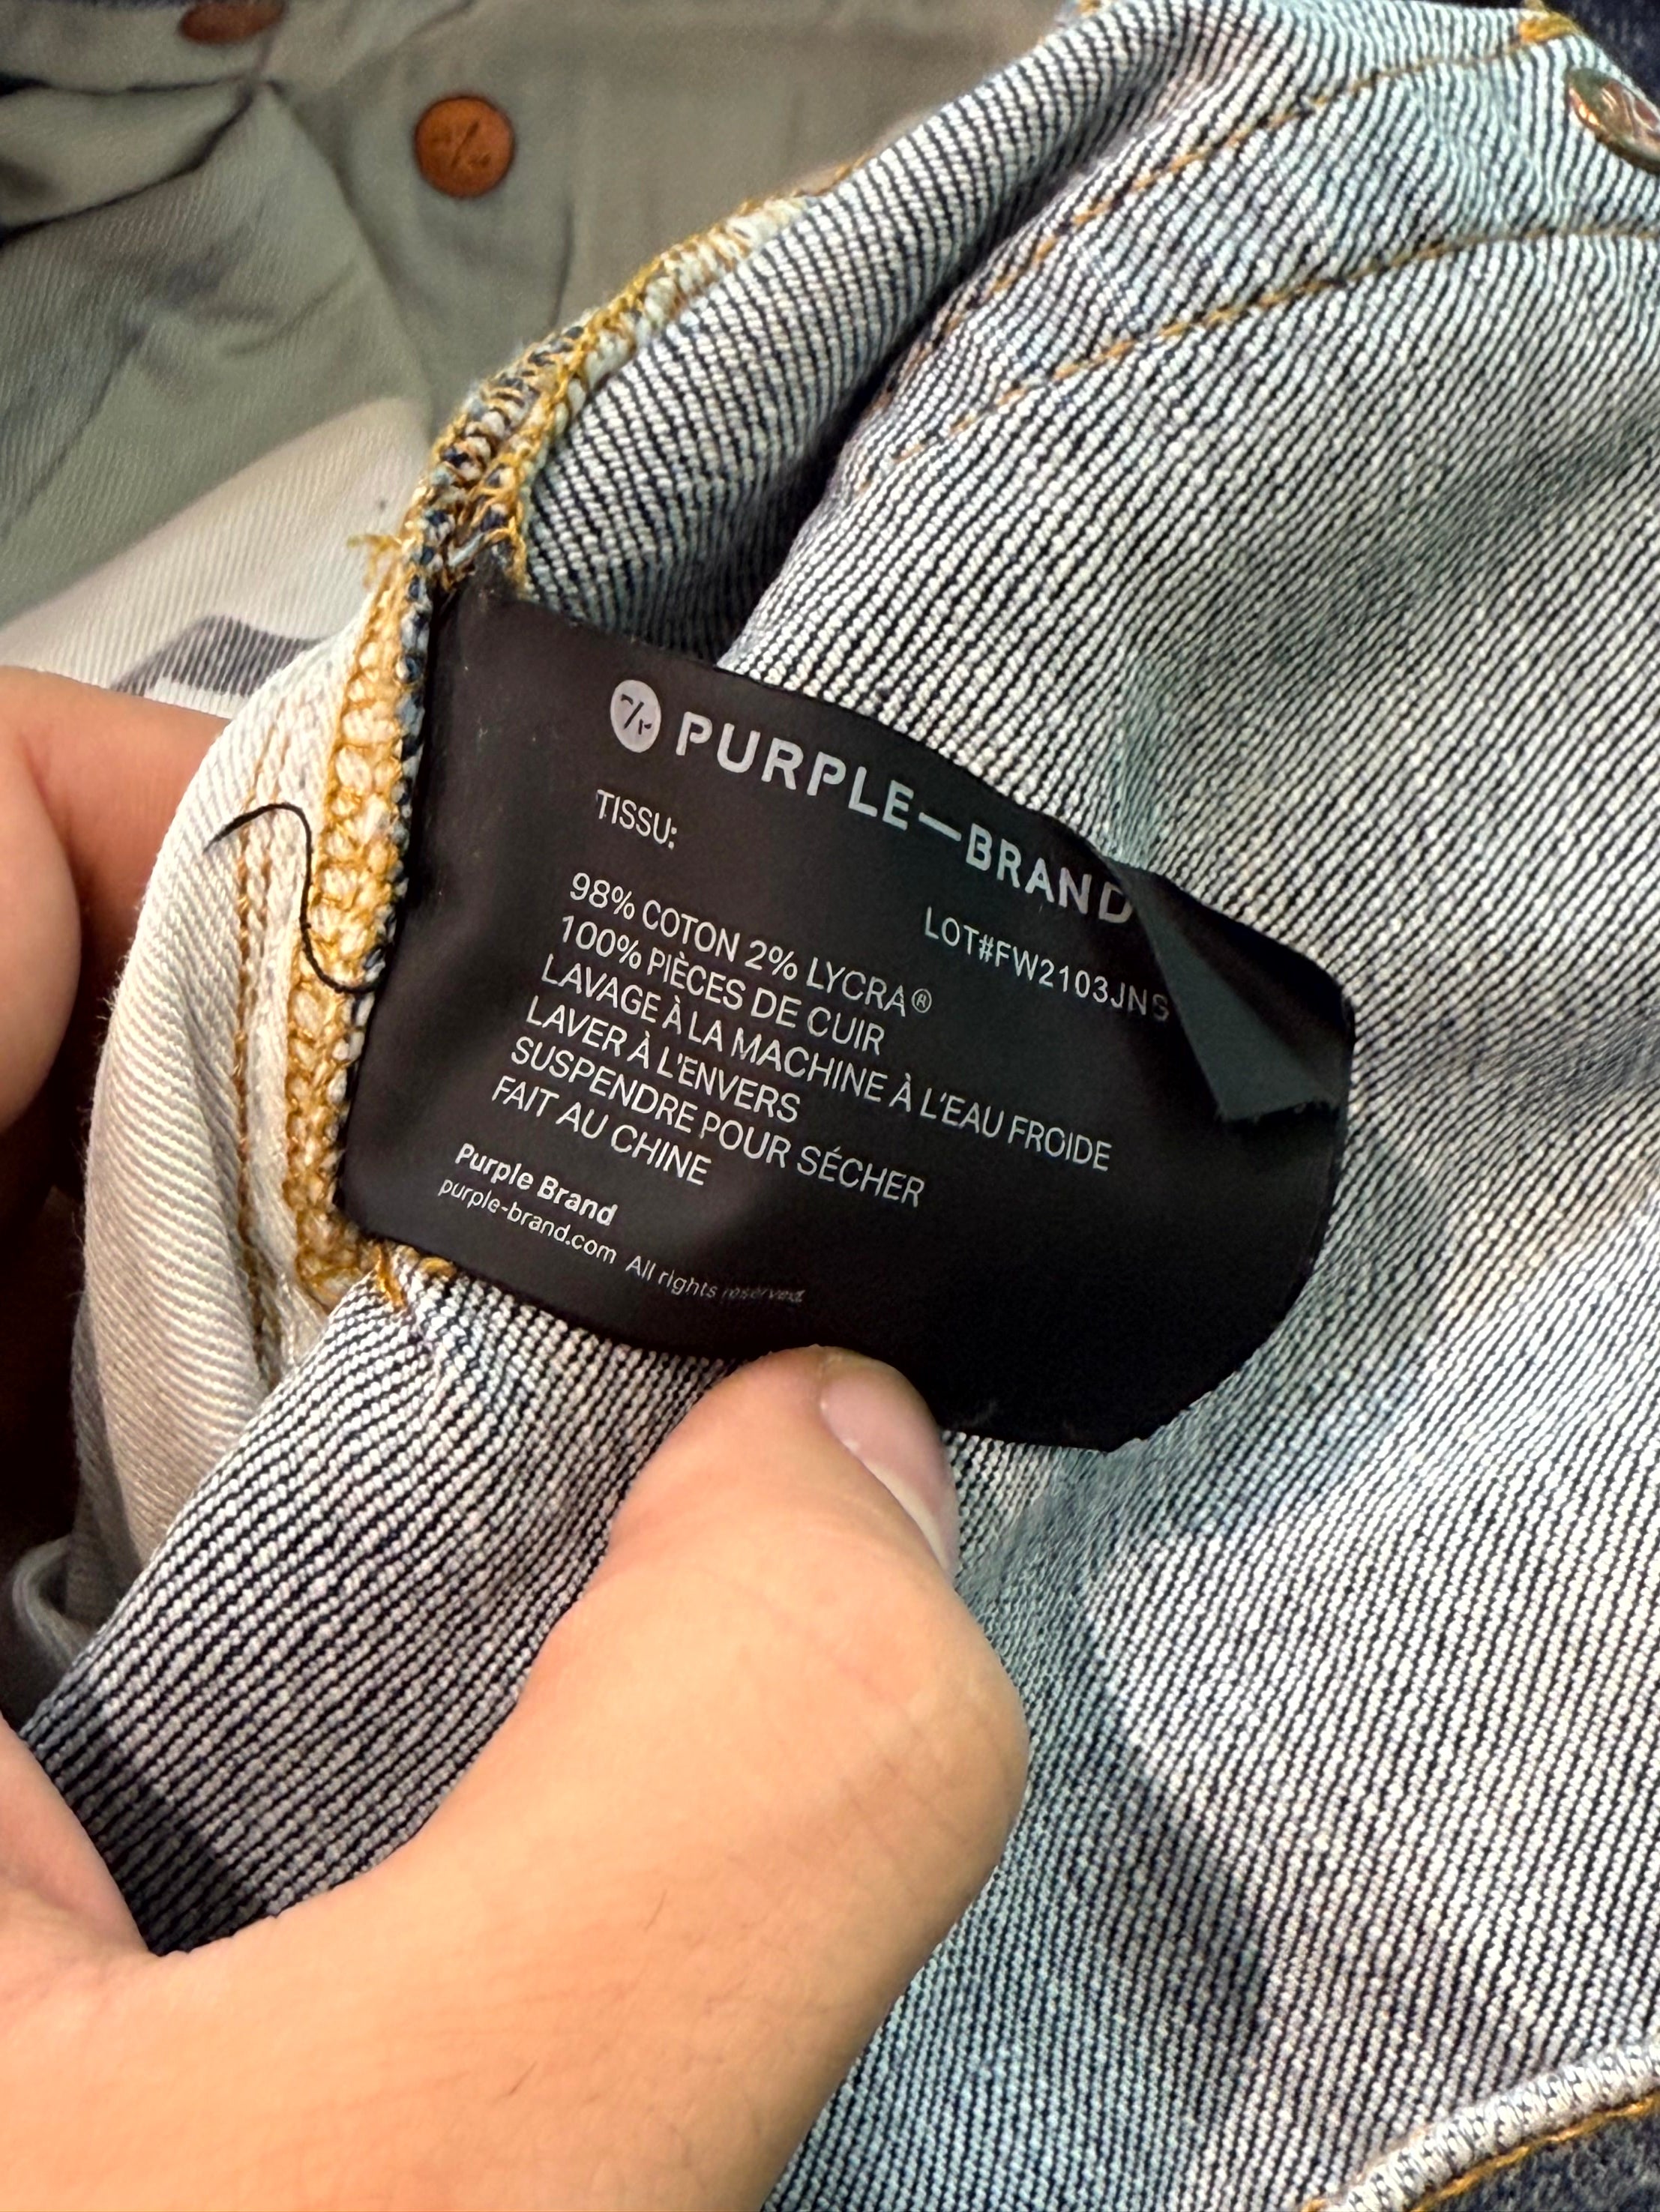 PURPLE—BRAND
TISSU:
LOT#FW2103JNS
98% COTON 2% LYCRA®
100% PIÈCES DE CUIR
LAVAGE À LA MACHINE À L'EAU FROIDE
LAVER À L'ENVERS
SUSPENDRE POUR SÉCHER
FAIT AU CHINE
Purple Brand
purple-brand.com All rights reserved.